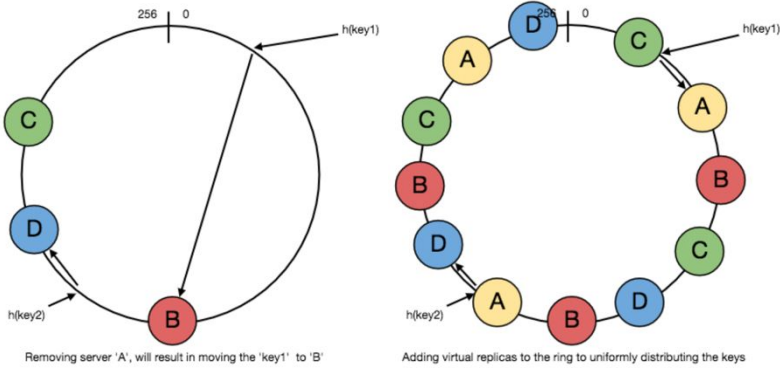 256 0
h(key1)
C
D
B
h(key2)
Removing server 'A', will result in moving the 'key1' to 'B'
256 0
h(key1)
D
C
A
A
C
B
B
D
C
A
D
B
h(key2)
Adding virtual replicas to the ring to uniformly distributing the keys